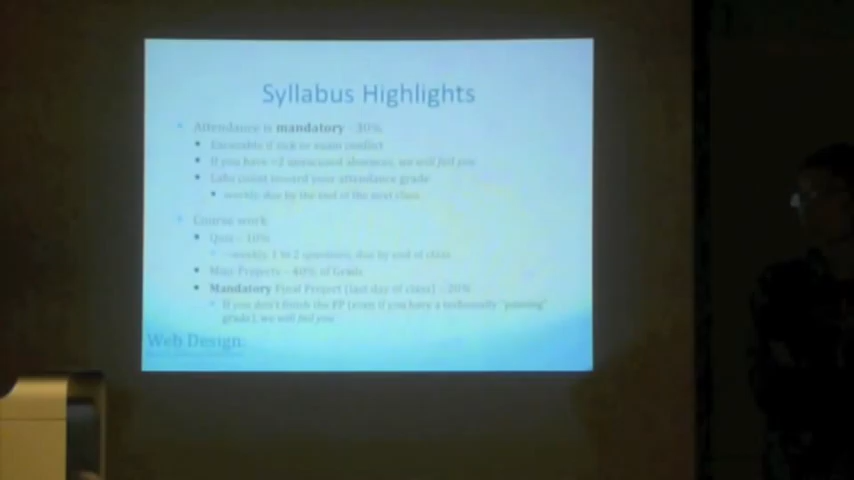 Syllabus Highlights
Attendance is mandatory - 30%
Excusable if sick or exam conflict
If you have >2 unexcused absences, we will fail you
Labs count toward your attendance grade
weekly, due by the end of the next class
Course work
Quiz - 10%
weekly, 1 to 2 questions, due by end of class
Mini Projects - 40% of Grade
Mandatory Final Project (last day of class) - 20%
If you don't finish the FP (even if you have a technically "passing"
grade), we will fail you
Web Design: